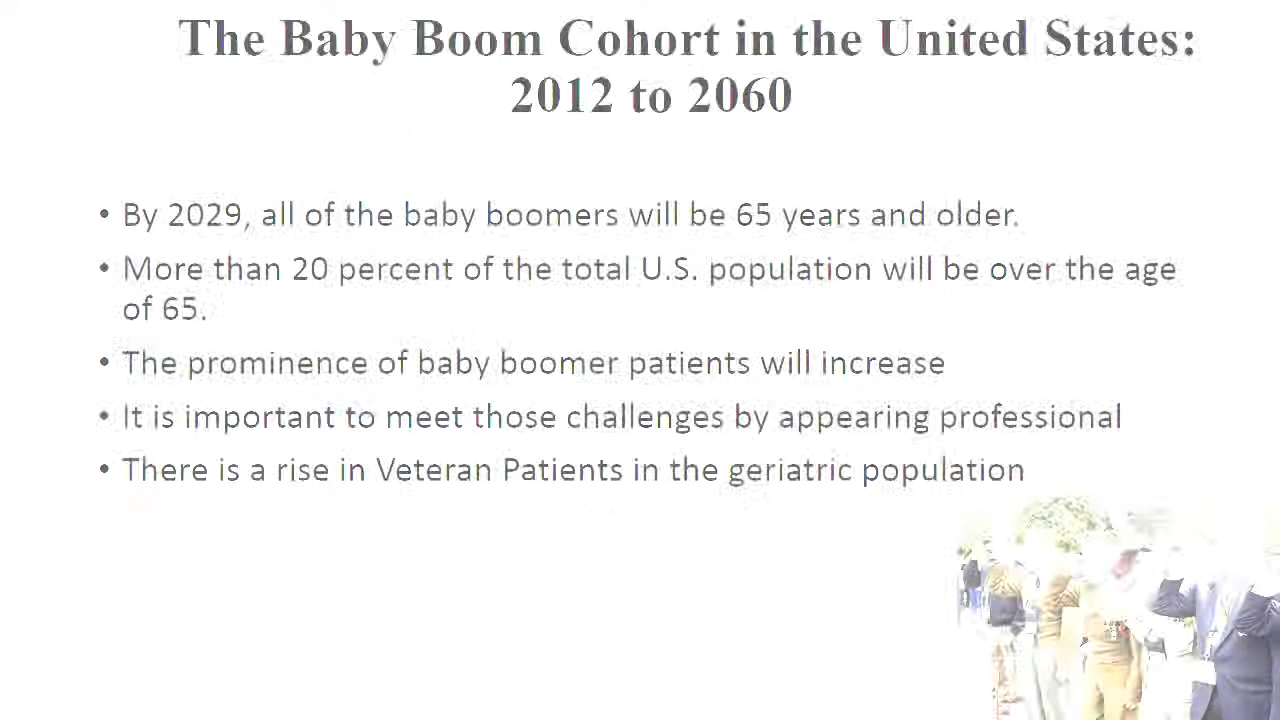 The Baby Boom Cohort in the United States:
2012 to 2060
• By 2029, all of the baby boomers will be 65 years and older.
• More than 20 percent of the total U.S. population will be over the age
of 65.
• The prominence of baby boomer patients will increase
• It is important to meet those challenges by appearing professional
• There is a rise in Veteran Patients in the geriatric population